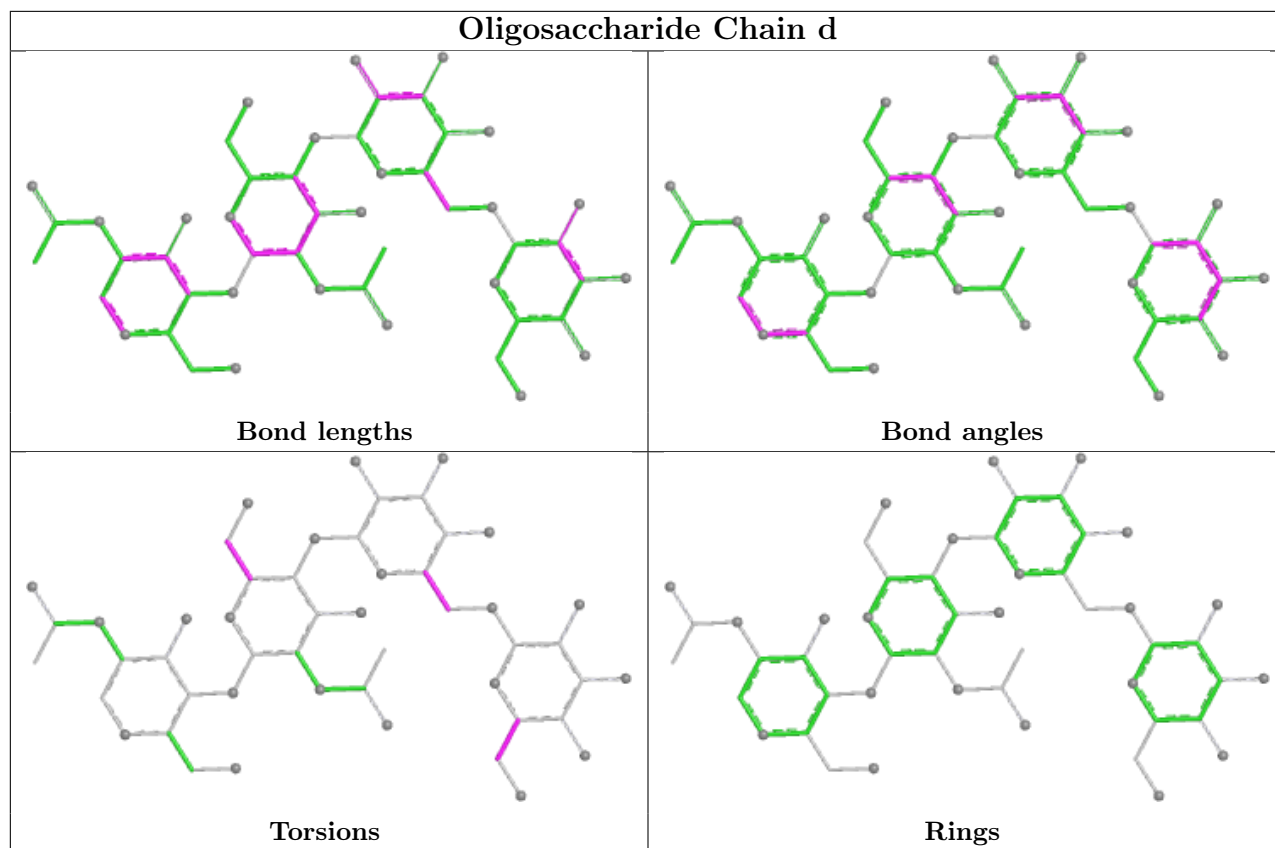 Oligosaccharide Chain d
Bond lengths
Bond angles
Torsions
Rings